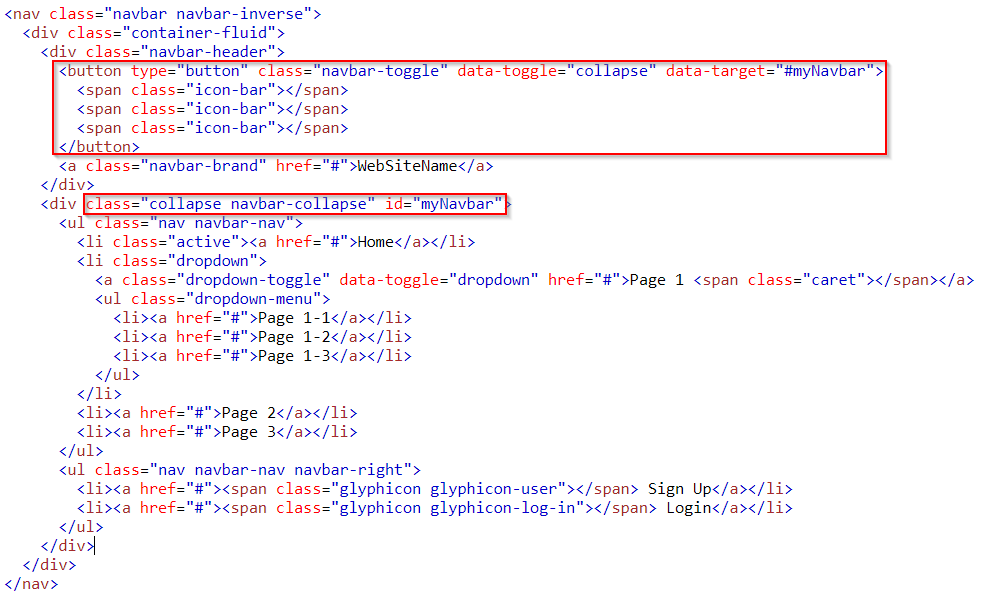 <nav class="navbar navbar-inverse">
  <div class="container-fluid">
    <div class="navbar-header">
      <button type="button" class="navbar-toggle" data-toggle="collapse" data-target="#myNavbar">
        <span class="icon-bar"></span>
        <span class="icon-bar"></span>
        <span class="icon-bar"></span>
      </button>
      <a class="navbar-brand" href="#">WebSiteName</a>
    </div>
    <div class="collapse navbar-collapse" id="myNavbar">
      <ul class="nav navbar-nav">
        <li class="active"><a href="#">Home</a></li>
        <li class="dropdown">
          <a class="dropdown-toggle" data-toggle="dropdown" href="#">Page 1 <span class="caret"></span></a>
          <ul class="dropdown-menu">
            <li><a href="#">Page 1-1</a></li>
            <li><a href="#">Page 1-2</a></li>
            <li><a href="#">Page 1-3</a></li>
          </ul>
        </li>
        <li><a href="#">Page 2</a></li>
        <li><a href="#">Page 3</a></li>
      </ul>
      <ul class="nav navbar-nav navbar-right">
        <li><a href="#"><span class="glyphicon glyphicon-user"></span> Sign Up</a></li>
        <li><a href="#"><span class="glyphicon glyphicon-log-in"></span> Login</a></li>
      </ul>
    </div>
  </div>
</nav>